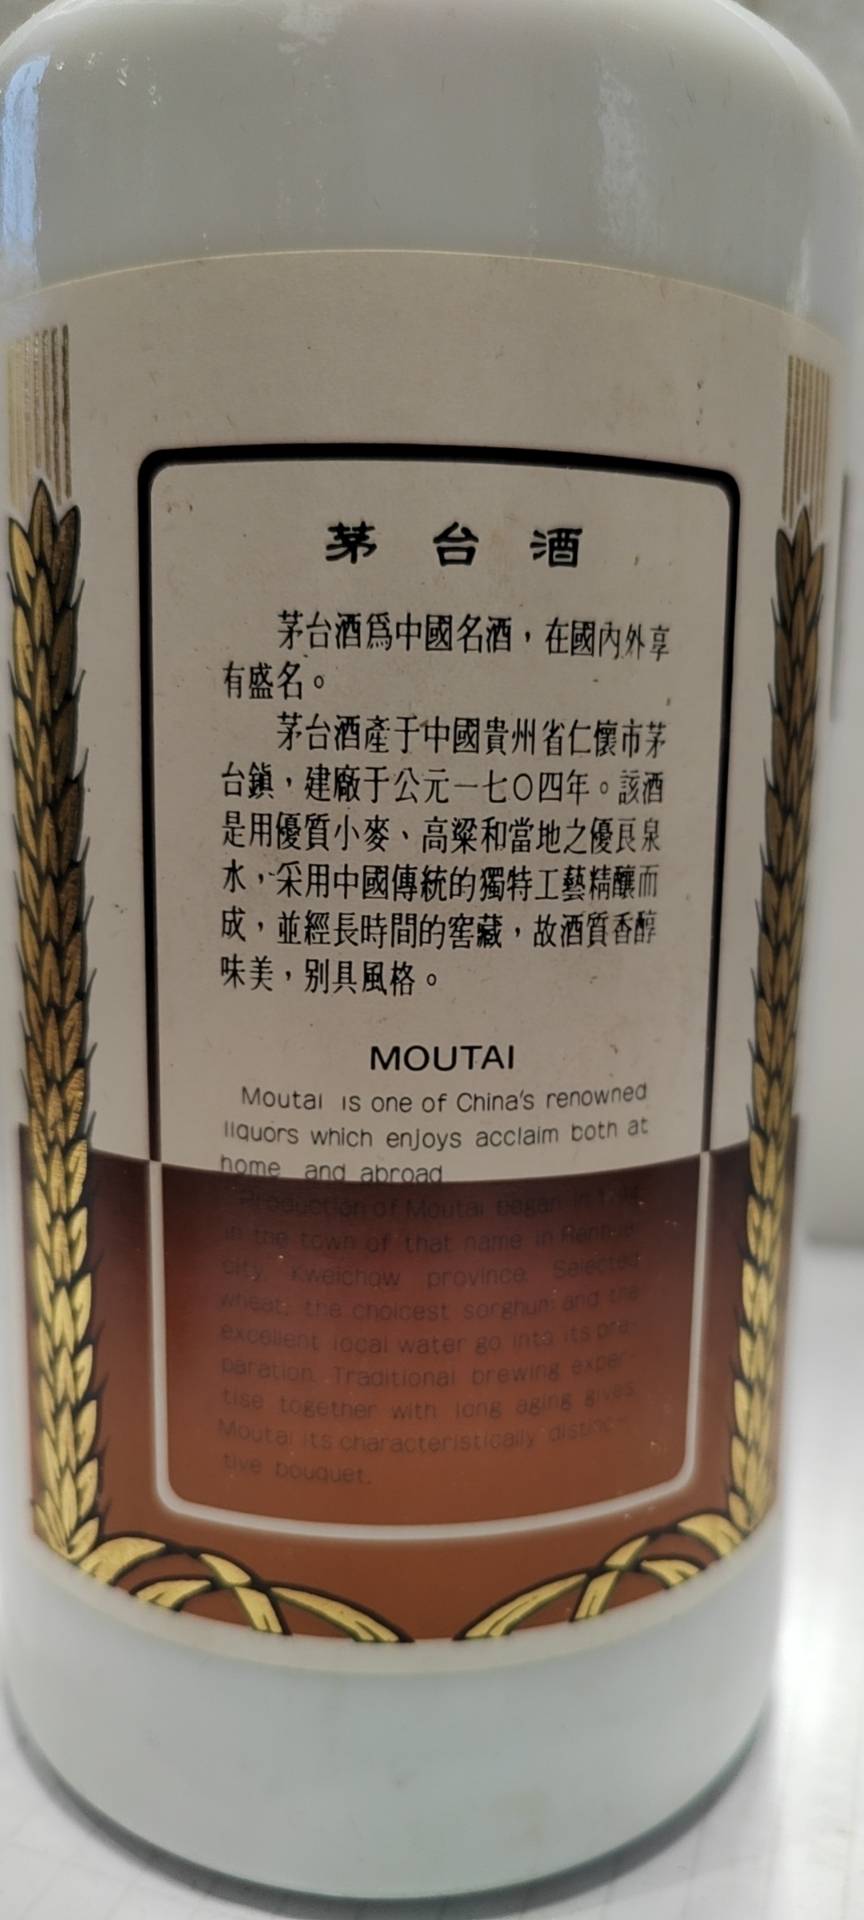 茅台酒
茅台酒爲中國名酒，在國內外享
有盛名。
茅台酒產于中國貴州省仁懷市茅
台鎮，建廠于公元一七〇四年。該酒
是用優質小麥、高粱和當地之優良泉
水，采用中國傳統的獨特工藝精釀而
成，並經長時間的窖藏，故酒質香醇
味美，别具風格。
MOUTAI
Moutai is one of China's renowned
liquors which enjoys acclaim both at
home and abroad
Production of Moutai began in
in the town of that name in
city, Kweichow province. Selected
wheat, the choicest sorghum and the
excellent local water go into its pre-
paration. Traditional brewing exper-
tise together with long aging gives
Moutai its characteristically distinc-
tive bouquet.